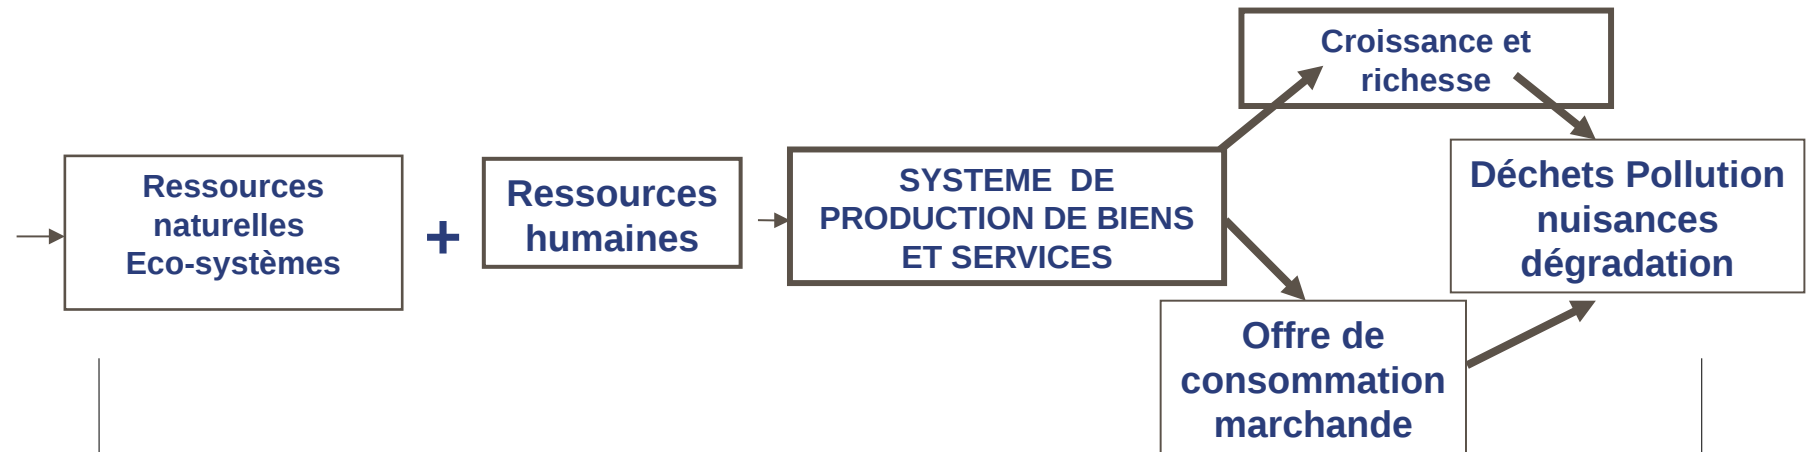 Croissance et
richesse
Ressources
naturelles
Eco-systèmes
+
Ressources
humaines
SYSTEME DE
PRODUCTION DE BIENS
ET SERVICES
Déchets Pollution
nuisances
dégradation
Offre de
consommation
marchande